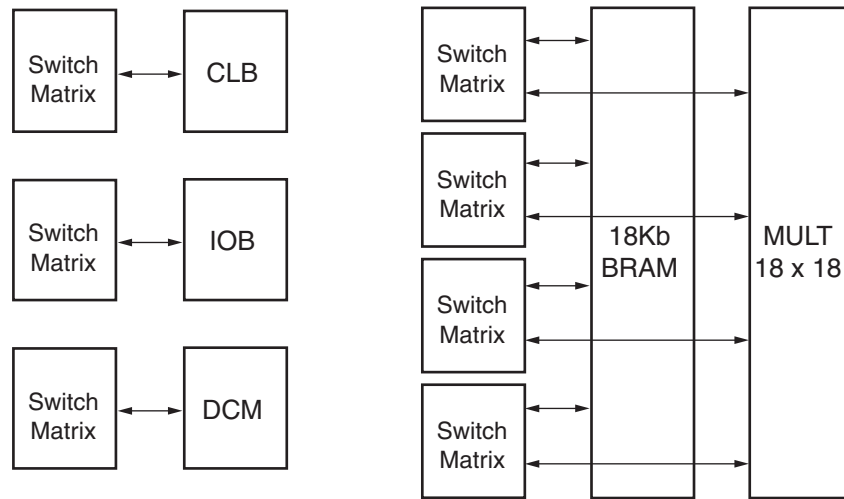 Switch
Matrix
CLB
Switch
Matrix
IOB
Switch
Matrix
DCM
Switch
Matrix
Switch
Matrix
Switch
Matrix
Switch
Matrix
18Kb
BRAM
MULT
18 x 18